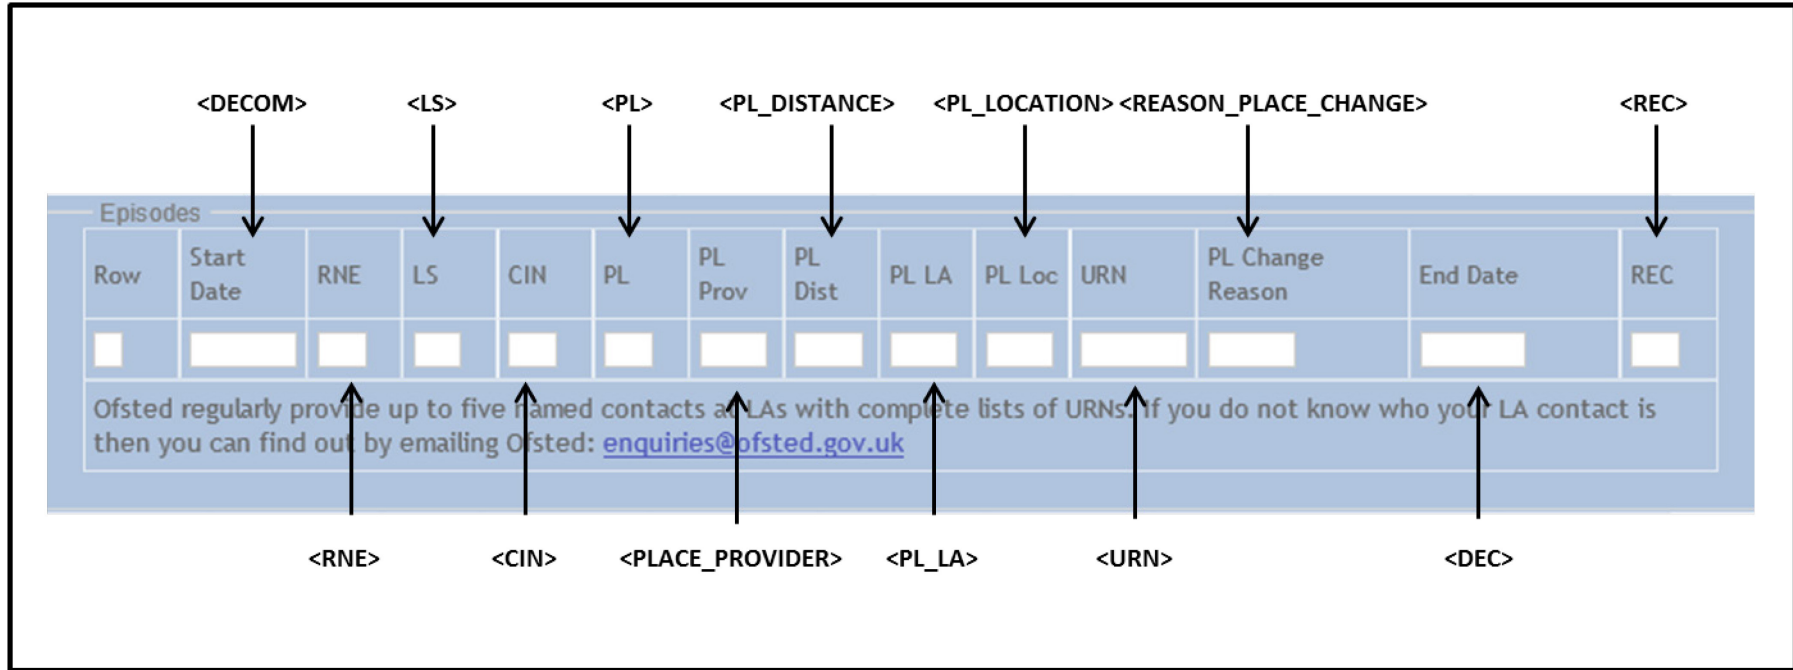 <DECOM> <LS> <PL> <PL_DISTANCE> <PL_LOCATION> <REASON_PLACE_CHANGE> <REC>
Episodes
Row Start Date RNE LS CIN PL PL Prov PL Dist PL LA PL Loc URN PL Change Reason End Date REC
Ofsted regularly provide up to five named contacts at LAs with complete lists of URNs. If you do not know who your LA contact is
then you can find out by emailing Ofsted: enquiries@ofsted.gov.uk
<RNE> <CIN> <PLACE_PROVIDER> <PL_LA> <URN> <DEC>